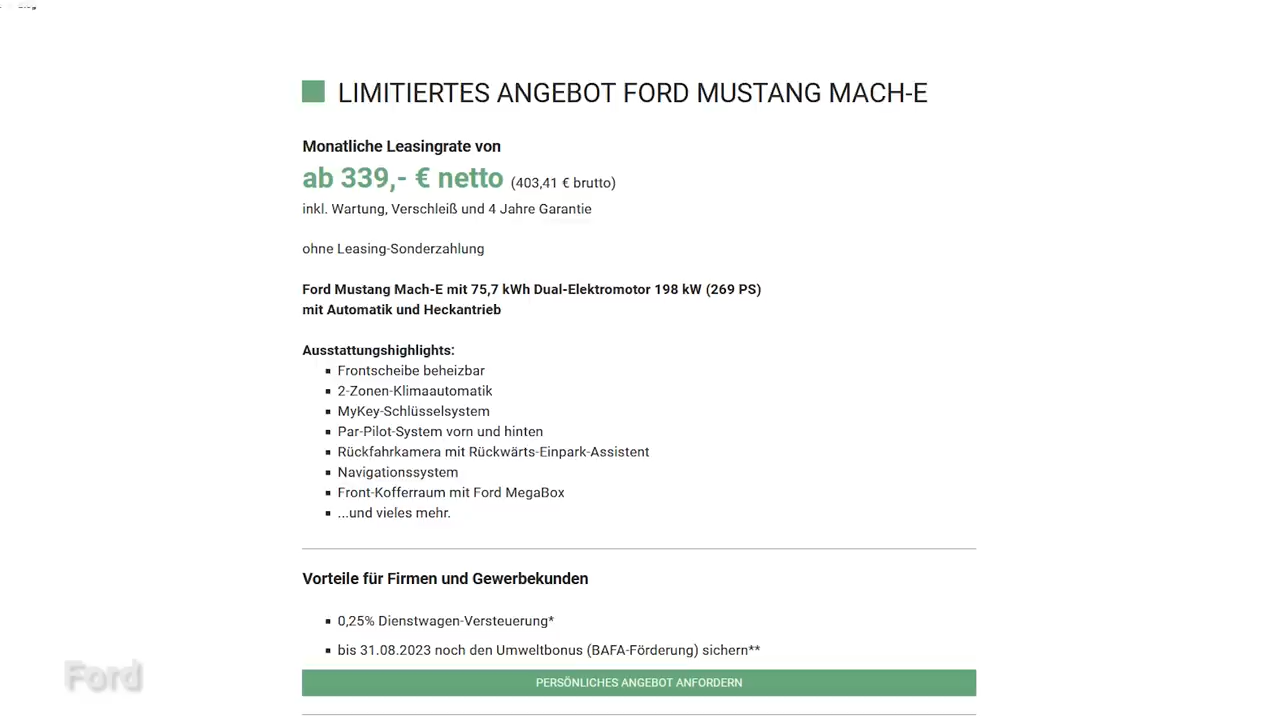 LIMITIERTES ANGEBOT FORD MUSTANG MACH-E
Monatliche Leasingrate von
ab 339,- € netto (403,41 € brutto)
inkl. Wartung, Verschleiß und 4 Jahre Garantie
ohne Leasing-Sonderzahlung
Ford Mustang Mach-E mit 75,7 kWh Dual-Elektromotor 198 kW (269 PS)
mit Automatik und Heckantrieb
Ausstattungshighlights:
Frontscheibe beheizbar
2-Zonen-Klimaautomatik
MyKey-Schlüsselsystem
Par-Pilot-System vorn und hinten
Rückfahrkamera mit Rückwärts-Einpark-Assistent
Navigationssystem
Front-Kofferraum mit Ford MegaBox
...und vieles mehr.
Vorteile für Firmen und Gewerbekunden
0,25% Dienstwagen-Versteuerung*
bis 31.08.2023 noch den Umweltbonus (BAFA-Förderung) sichern**
PERSÖNLICHES ANGEBOT ANFORDERN
Ford